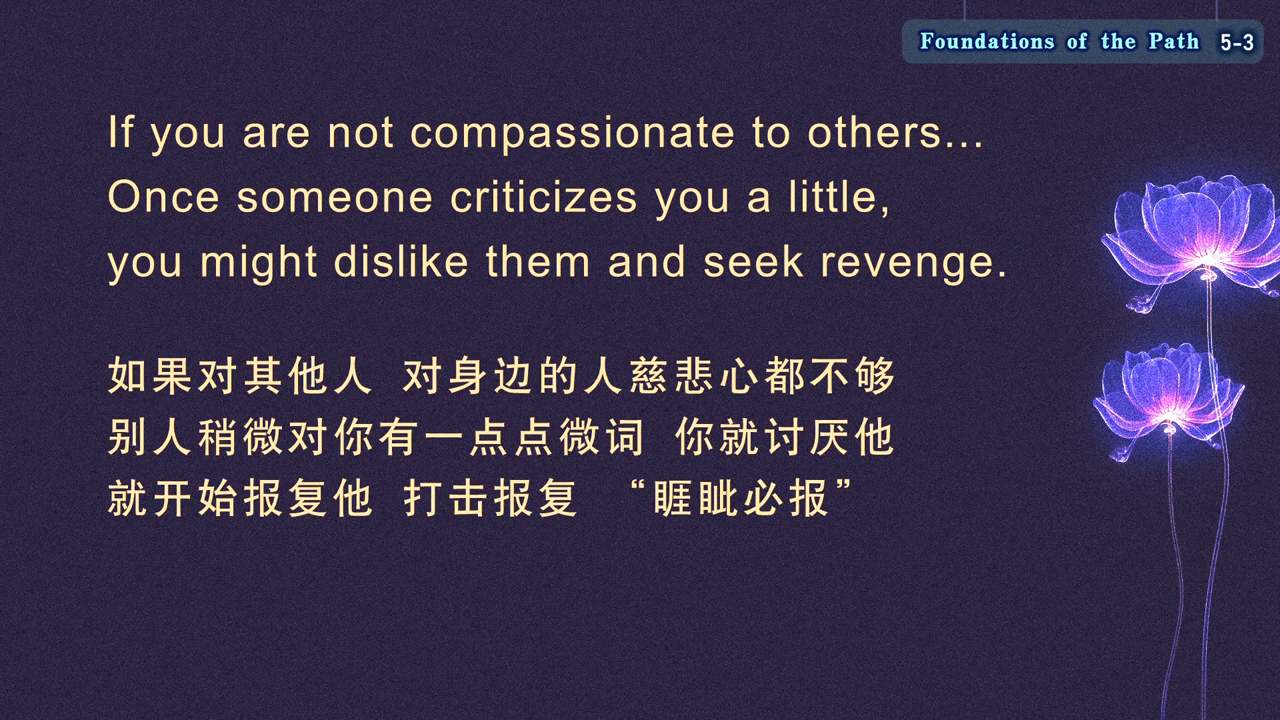 Foundations of the Path 5-3
If you are not compassionate to others...
Once someone criticizes you a little,
you might dislike them and seek revenge.
如果对其他人 对身边的人慈悲心都不够
别人稍微对你有一点点微词 你就讨厌他
就开始报复他 打击报复 “睚眦必报”